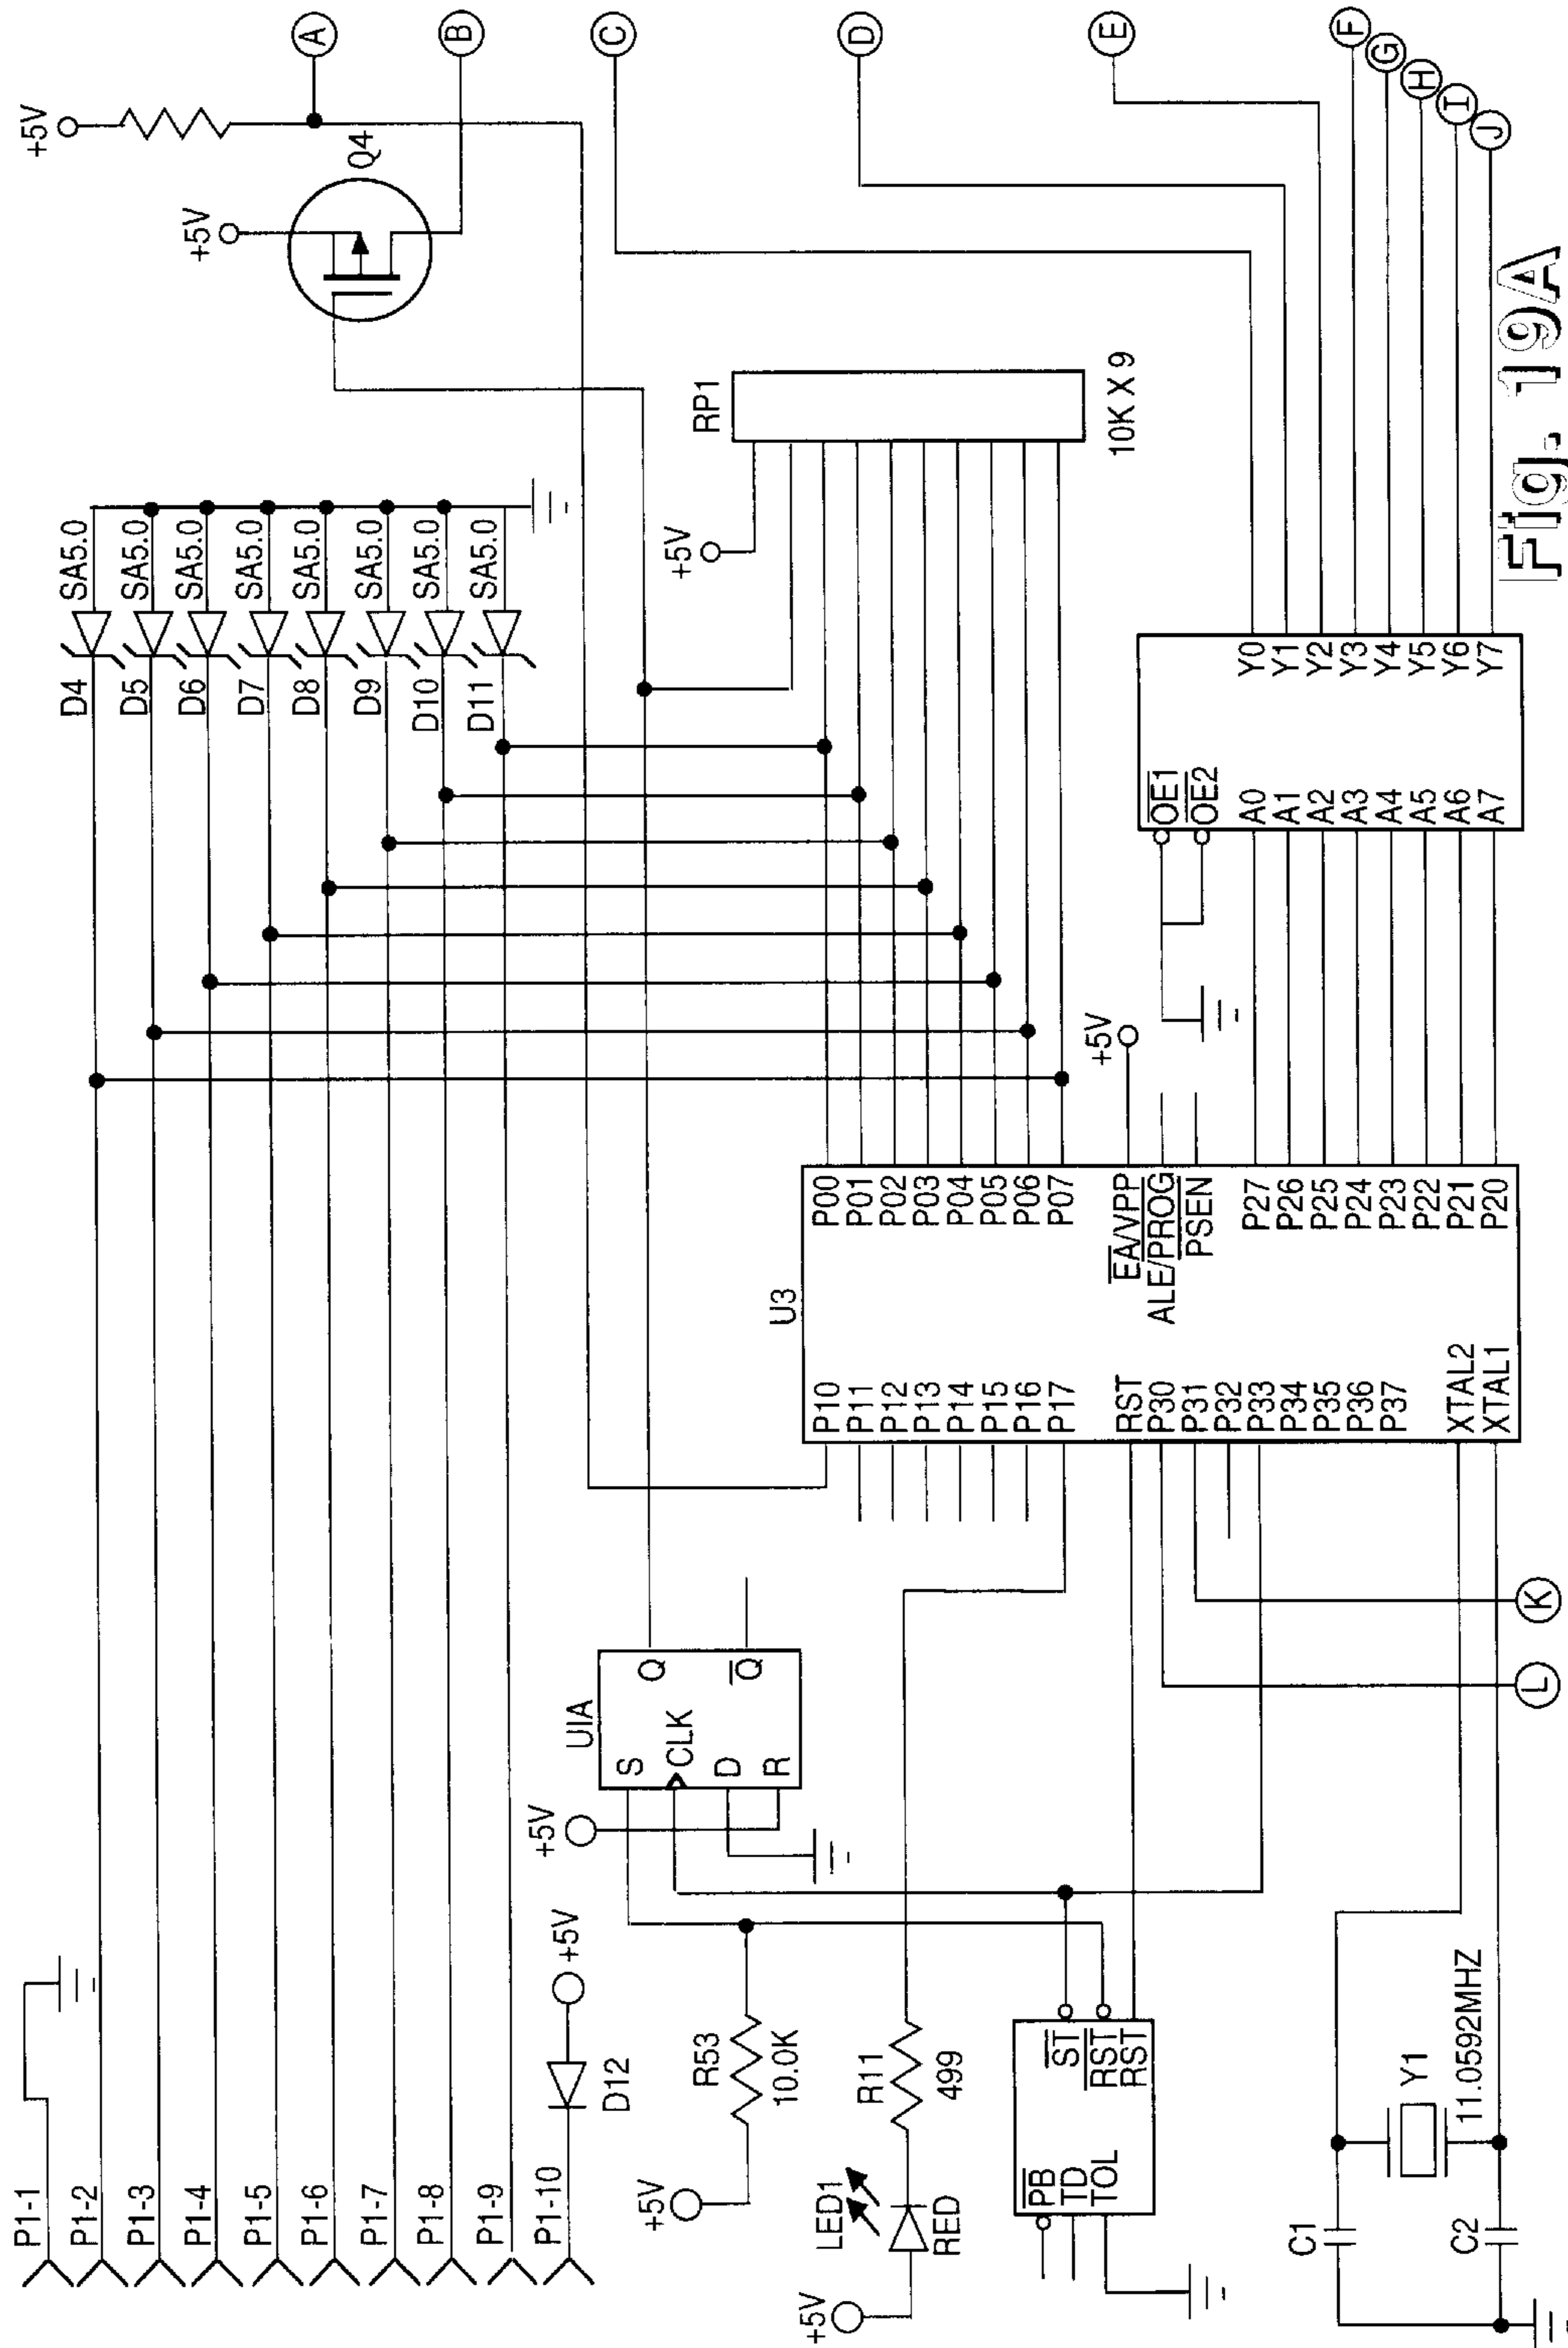 P1-1
P1-2
P1-3
P1-4
P1-5
P1-6
P1-7
P1-8
P1-9
P1-10
D12
+5V
D4 SA5.0
D5 SA5.0
D6 SA5.0
D7 SA5.0
D8 SA5.0
D9 SA5.0
D10 SA5.0
D11 SA5.0
+5V
+5V
Q4
A
B
C
D
E
F
G
H
I
J
+5V
R53
10.0K
+5V
UIA
S
CLK
D
R
Q
Q
+5V
RP1
10K X 9
+5V
LED1
RED
R11
499
PB
TD
TOL
ST
RST
RST
U3
P10
P11
P12
P13
P14
P15
P16
P17
RST
P30
P31
P32
P33
P34
P35
P36
P37
XTAL2
XTAL1
P00
P01
P02
P03
P04
P05
P06
P07
EA/VPP
ALE/PROG
PSEN
P27
P26
P25
P24
P23
P22
P21
P20
+5V
OE1
OE2
A0
A1
A2
A3
A4
A5
A6
A7
Y0
Y1
Y2
Y3
Y4
Y5
Y6
Y7
C1
C2
Y1
11.0592MHZ
L
K
Fig. 19A